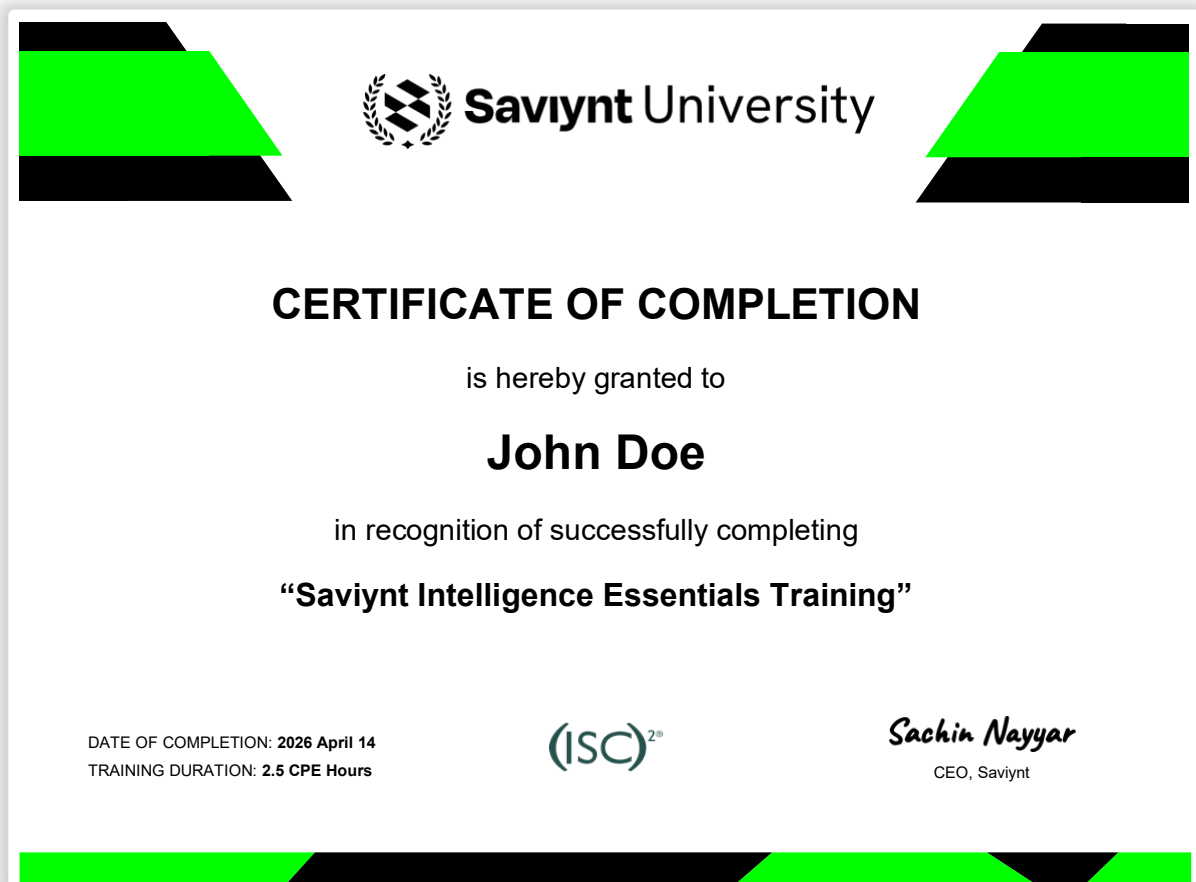 Saviynt University
CERTIFICATE OF COMPLETION
is hereby granted to
John Doe
in recognition of successfully completing
“Saviynt Intelligence Essentials Training”
DATE OF COMPLETION: 2026 April 14
TRAINING DURATION: 2.5 CPE Hours
(ISC)²®
Sachin Nayyar
CEO, Saviynt